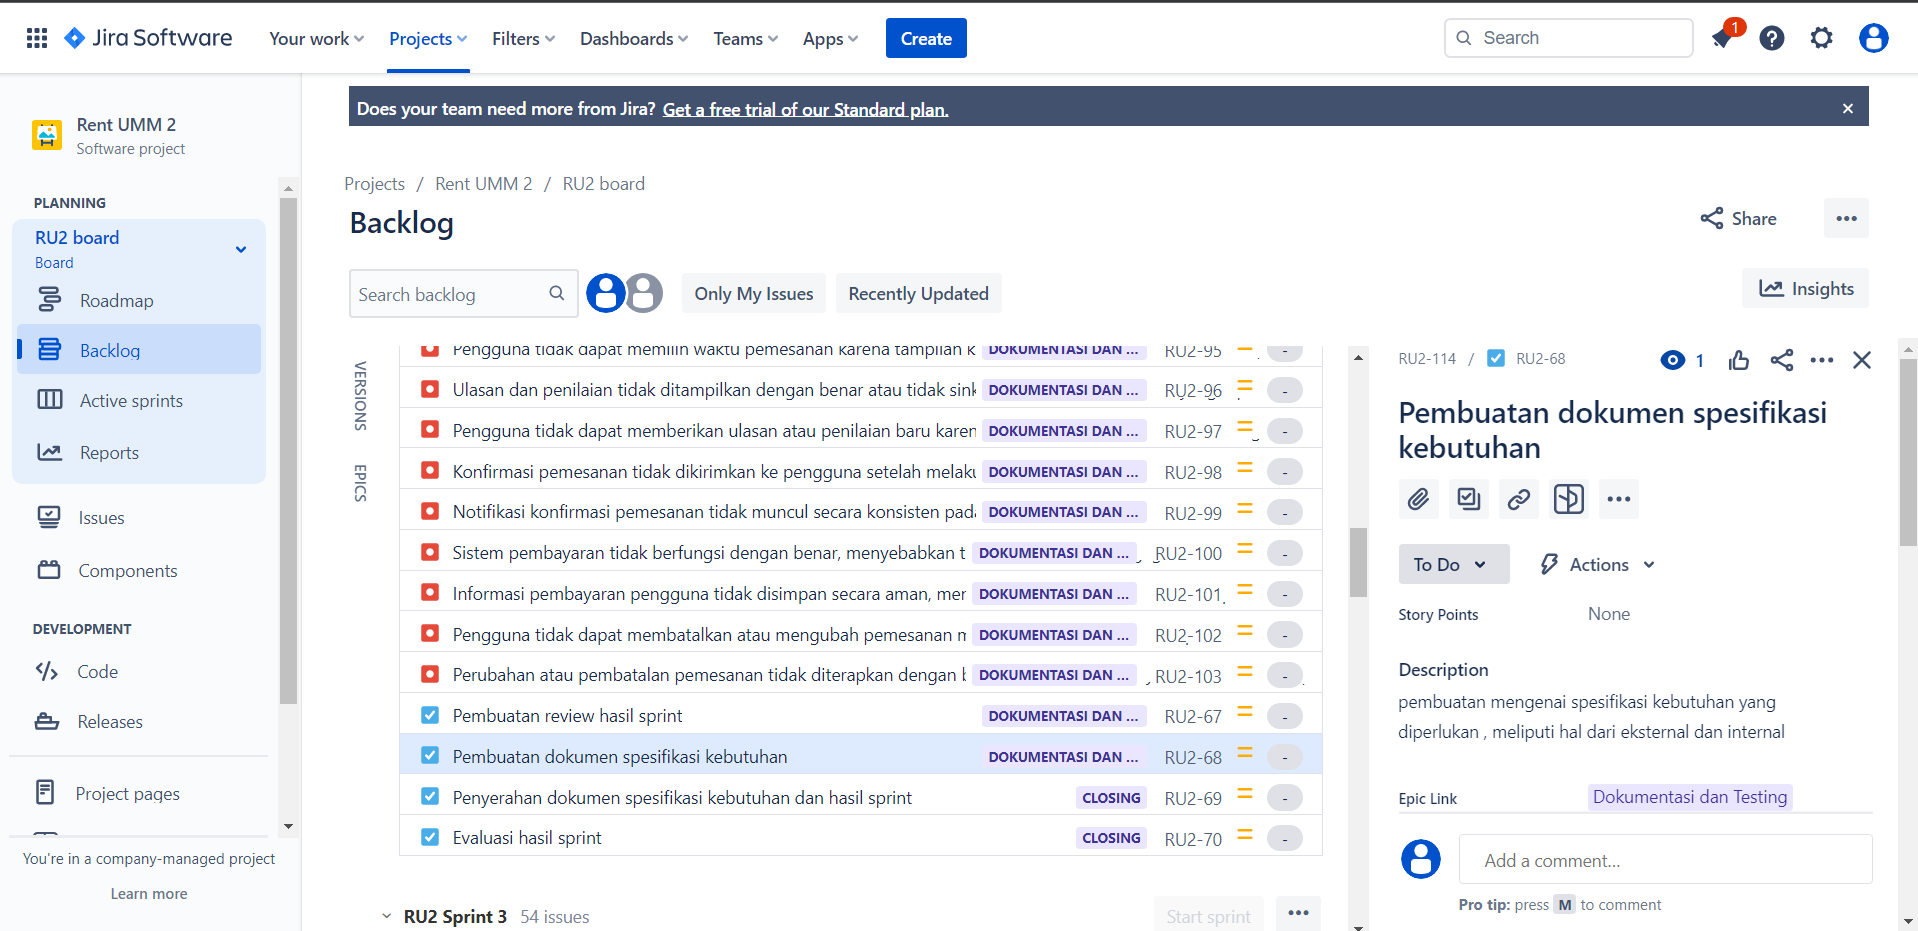 Jira Software
Your work
Projects
Filters
Dashboards
Teams
Apps
Create
Search
1
Does your team need more from Jira? Get a free trial of our Standard plan.
Rent UMM 2
Software project
PLANNING
RU2 board
Board
Roadmap
Backlog
Active sprints
Reports
Issues
Components
DEVELOPMENT
Code
Releases
Project pages
You're in a company-managed project
Learn more
Projects / Rent UMM 2 / RU2 board
Backlog
Share
Search backlog
Only My Issues
Recently Updated
Insights
VERSIONS
EPICS
Pengguna tidak dapat memilih waktu pemesanan karena tampilan k DOKUMENTASI DAN ... RU2-95 -
Ulasan dan penilaian tidak ditampilkan dengan benar atau tidak sink DOKUMENTASI DAN ... RU2-96 -
Pengguna tidak dapat memberikan ulasan atau penilaian baru karen DOKUMENTASI DAN ... RU2-97 -
Konfirmasi pemesanan tidak dikirimkan ke pengguna setelah melaku DOKUMENTASI DAN ... RU2-98 -
Notifikasi konfirmasi pemesanan tidak muncul secara konsisten pada DOKUMENTASI DAN ... RU2-99 -
Sistem pembayaran tidak berfungsi dengan benar, menyebabkan t DOKUMENTASI DAN ... RU2-100 -
Informasi pembayaran pengguna tidak disimpan secara aman, mer DOKUMENTASI DAN ... RU2-101 -
Pengguna tidak dapat membatalkan atau mengubah pemesanan m DOKUMENTASI DAN ... RU2-102 -
Perubahan atau pembatalan pemesanan tidak diterapkan dengan b DOKUMENTASI DAN ... RU2-103 -
Pembuatan review hasil sprint DOKUMENTASI DAN ... RU2-67 -
Pembuatan dokumen spesifikasi kebutuhan DOKUMENTASI DAN ... RU2-68 -
Penyerahan dokumen spesifikasi kebutuhan dan hasil sprint CLOSING RU2-69 -
Evaluasi hasil sprint CLOSING RU2-70 -
RU2 Sprint 3 54 issues
Start sprint
RU2-114 / RU2-68
1
Pembuatan dokumen spesifikasi
kebutuhan
To Do
Actions
Story Points None
Description
pembuatan mengenai spesifikasi kebutuhan yang
diperlukan , meliputi hal dari eksternal dan internal
Epic Link Dokumentasi dan Testing
Add a comment...
Pro tip: press M to comment